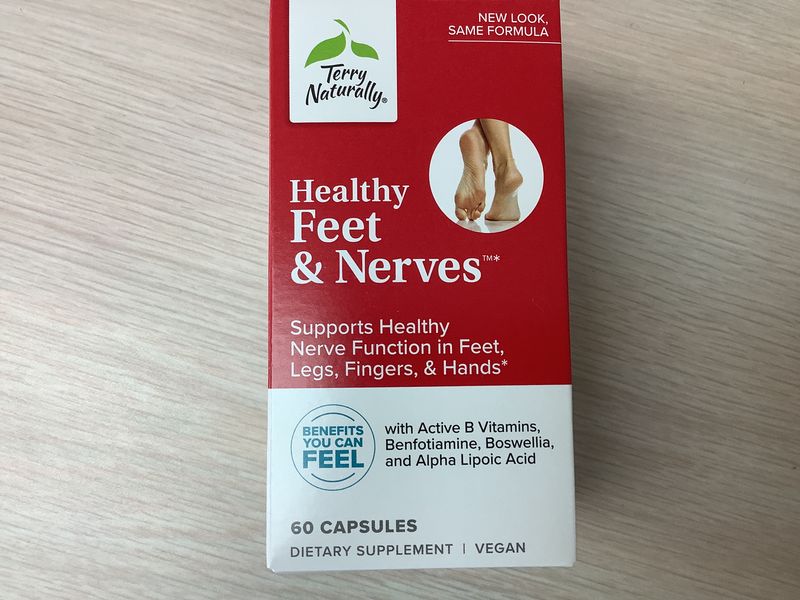 NEW LOOK,
SAME FORMULA
Terry
Naturally®
Healthy
Feet
& Nerves™*
Supports Healthy
Nerve Function in Feet,
Legs, Fingers, & Hands*
BENEFITS
YOU CAN
FEEL
with Active B Vitamins,
Benfotiamine, Boswellia,
and Alpha Lipoic Acid
60 CAPSULES
DIETARY SUPPLEMENT | VEGAN